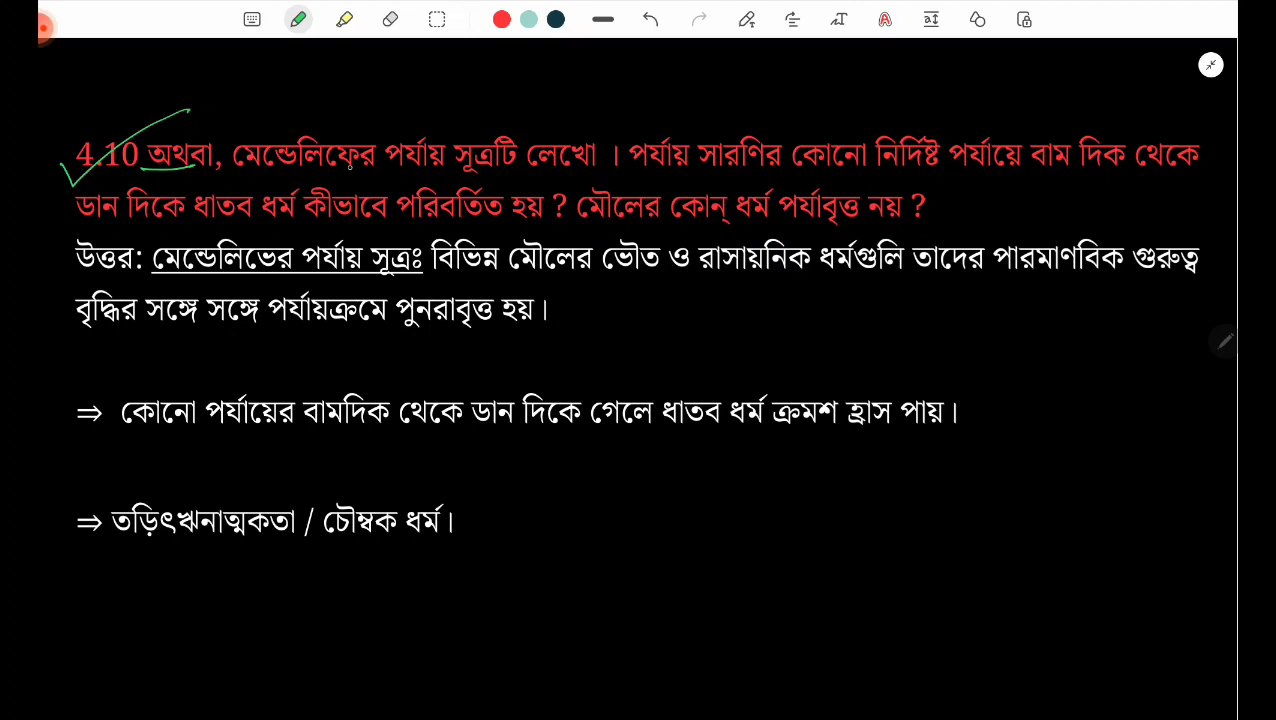 4.10 অথবা, মেন্ডেলিফের পর্যায় সূত্রটি লেখো । পর্যায় সারণির কোনো নির্দিষ্ট পর্যায়ে বাম দিক থেকে
ডান দিকে ধাতব ধর্ম কীভাবে পরিবর্তিত হয় ? মৌলের কোন্ ধর্ম পর্যাবৃত্ত নয় ?
উত্তর: মেন্ডেলিভের পর্যায় সূত্রঃ বিভিন্ন মৌলের ভৌত ও রাসায়নিক ধর্মগুলি তাদের পারমাণবিক গুরুত্ব
বৃদ্ধির সঙ্গে সঙ্গে পর্যায়ক্রমে পুনরাবৃত্ত হয়।
⇒ কোনো পর্যায়ের বামদিক থেকে ডান দিকে গেলে ধাতব ধর্ম ক্রমশ হ্রাস পায়।
⇒ তড়িৎঋনাত্মকতা / চৌম্বক ধর্ম।